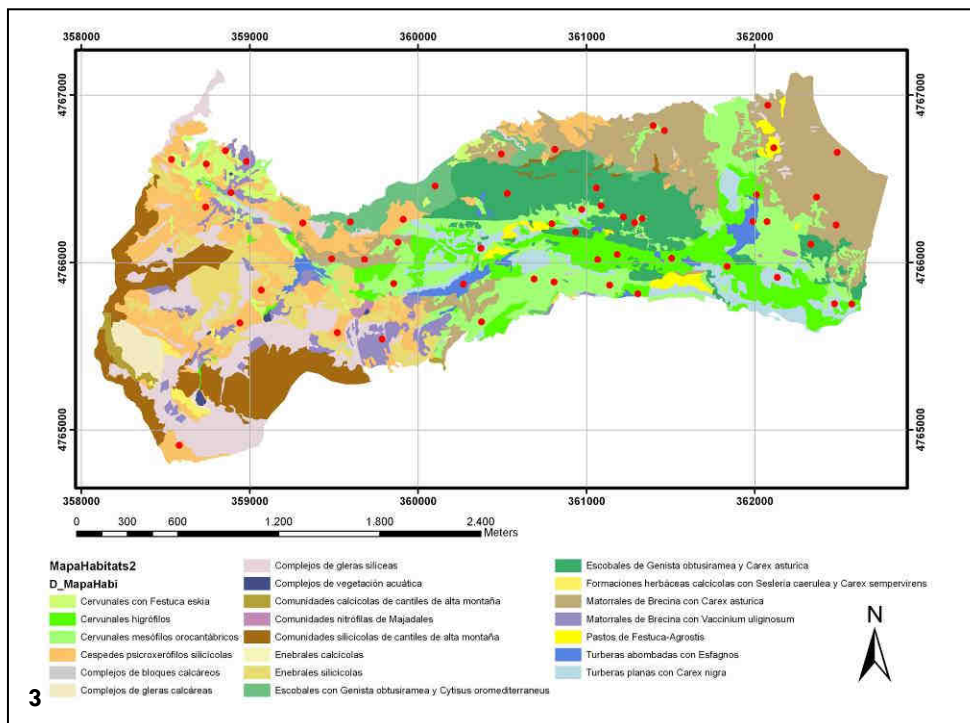 358000 359000 360000 361000 362000
4767000 4767000
4766000 4766000
4765000 4765000
358000 359000 360000 361000 362000
0 300 600 1.200 1.800 2.400
Meters
MapaHabitats2
D_MapaHabi
Cervunales con Festuca eskia
Cervunales higrófilos
Cervunales mesófilos orocantábricos
Cespedes psicroxerófilos silicícolas
Complejos de bloques calcáreos
Complejos de gleras calcáreas
Complejos de gleras silíceas
Complejos de vegetación acuática
Comunidades calcícolas de cantiles de alta montaña
Comunidades nitrófilas de Majadales
Comunidades silicícolas de cantiles de alta montaña
Enebrales calcícolas
Enebrales silicícolas
Escobales con Genista obtusiramea y Cytisus oromediterraneus
Escobales de Genista obtusiramea y Carex asturica
Formaciones herbáceas calcícolas con Sesleria caerulea y Carex sempervirens
Matorrales de Brecina con Carex asturica
Matorrales de Brecina con Vaccinium uliginosum
Pastos de Festuca-Agrostis
Turberas abombadas con Esfagnos
Turberas planas con Carex nigra
N
3